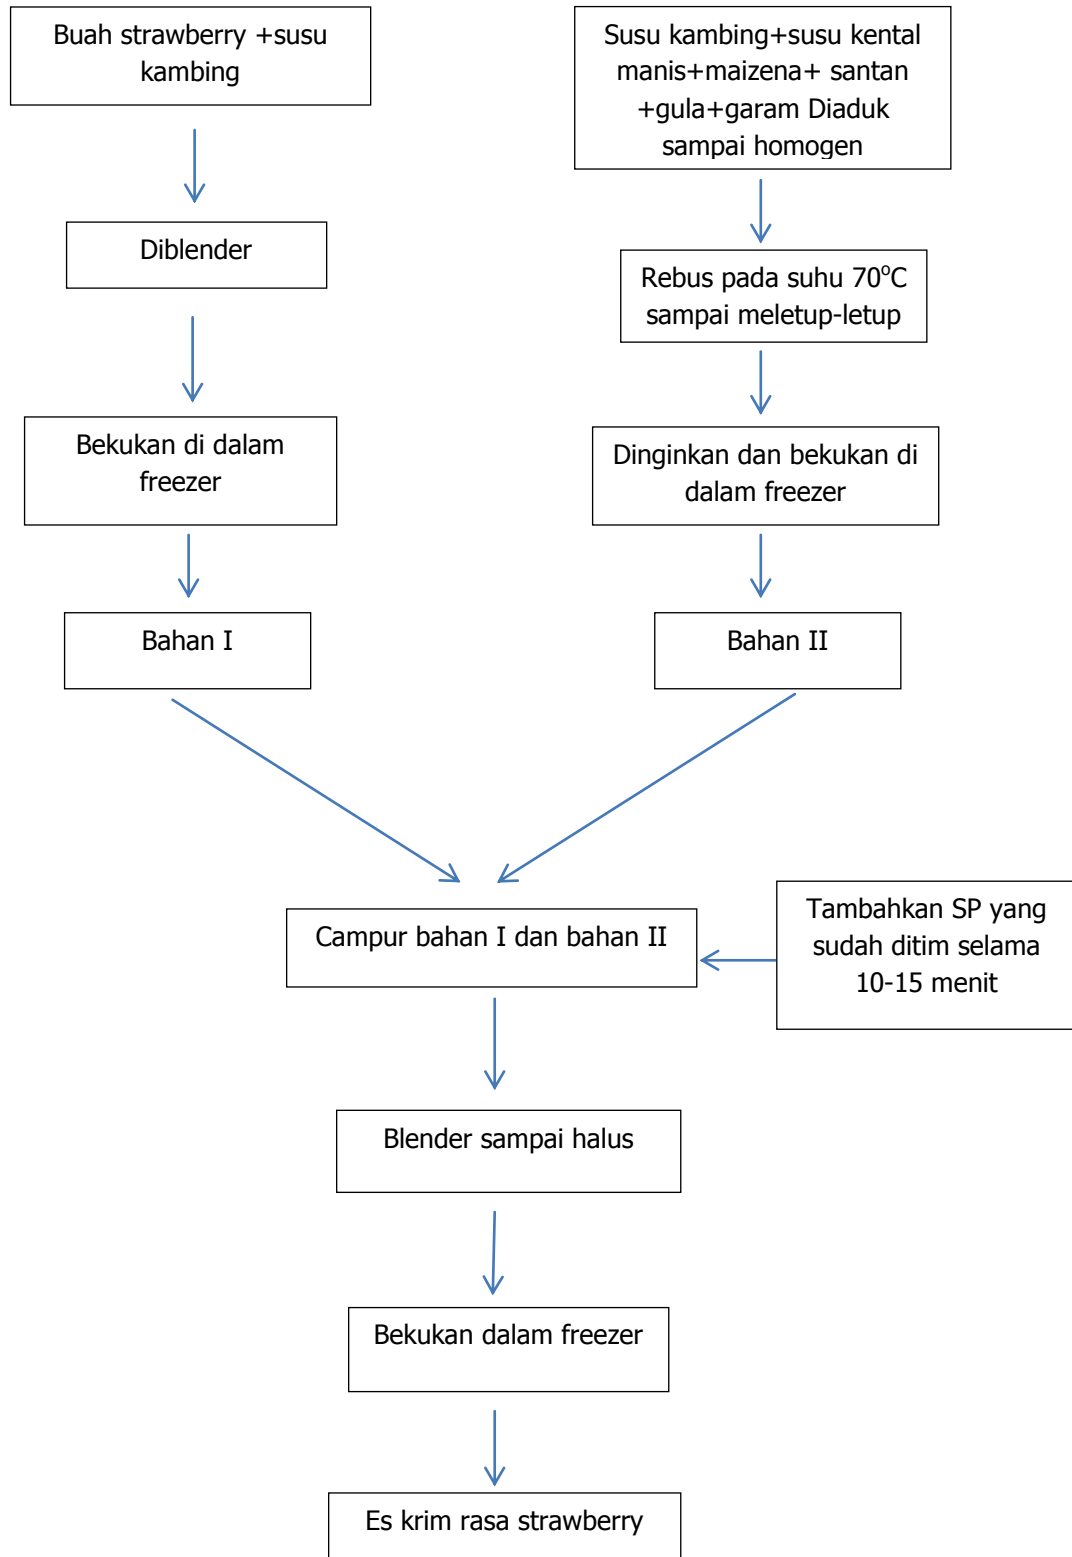 Buah strawberry +susu
kambing
Susu kambing+susu kental
manis+maizena+ santan
+gula+garam Diaduk
sampai homogen
Diblender
Rebus pada suhu 70°C
sampai meletup-letup
Bekukan di dalam
freezer
Dinginkan dan bekukan di
dalam freezer
Bahan I
Bahan II
Campur bahan I dan bahan II
Tambahkan SP yang
sudah ditim selama
10-15 menit
Blender sampai halus
Bekukan dalam freezer
Es krim rasa strawberry